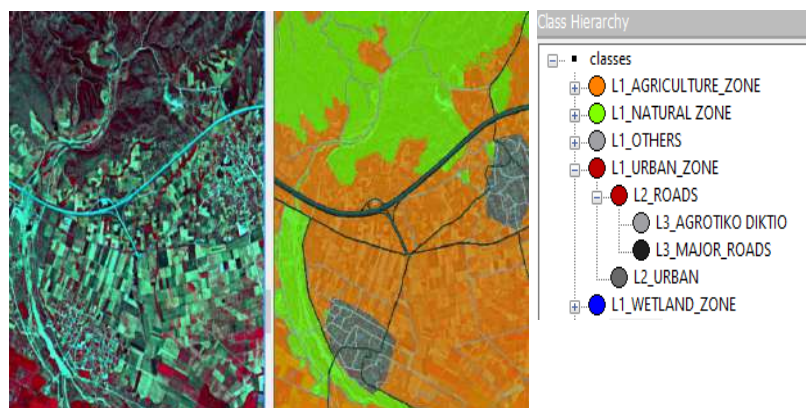 Class Hierarchy
classes
L1_AGRICULTURE_ZONE
L1_NATURAL ZONE
L1_OTHERS
L1_URBAN_ZONE
L2_ROADS
L3_AGROTIKO DIKTIO
L3_MAJOR_ROADS
L2_URBAN
L1_WETLAND_ZONE